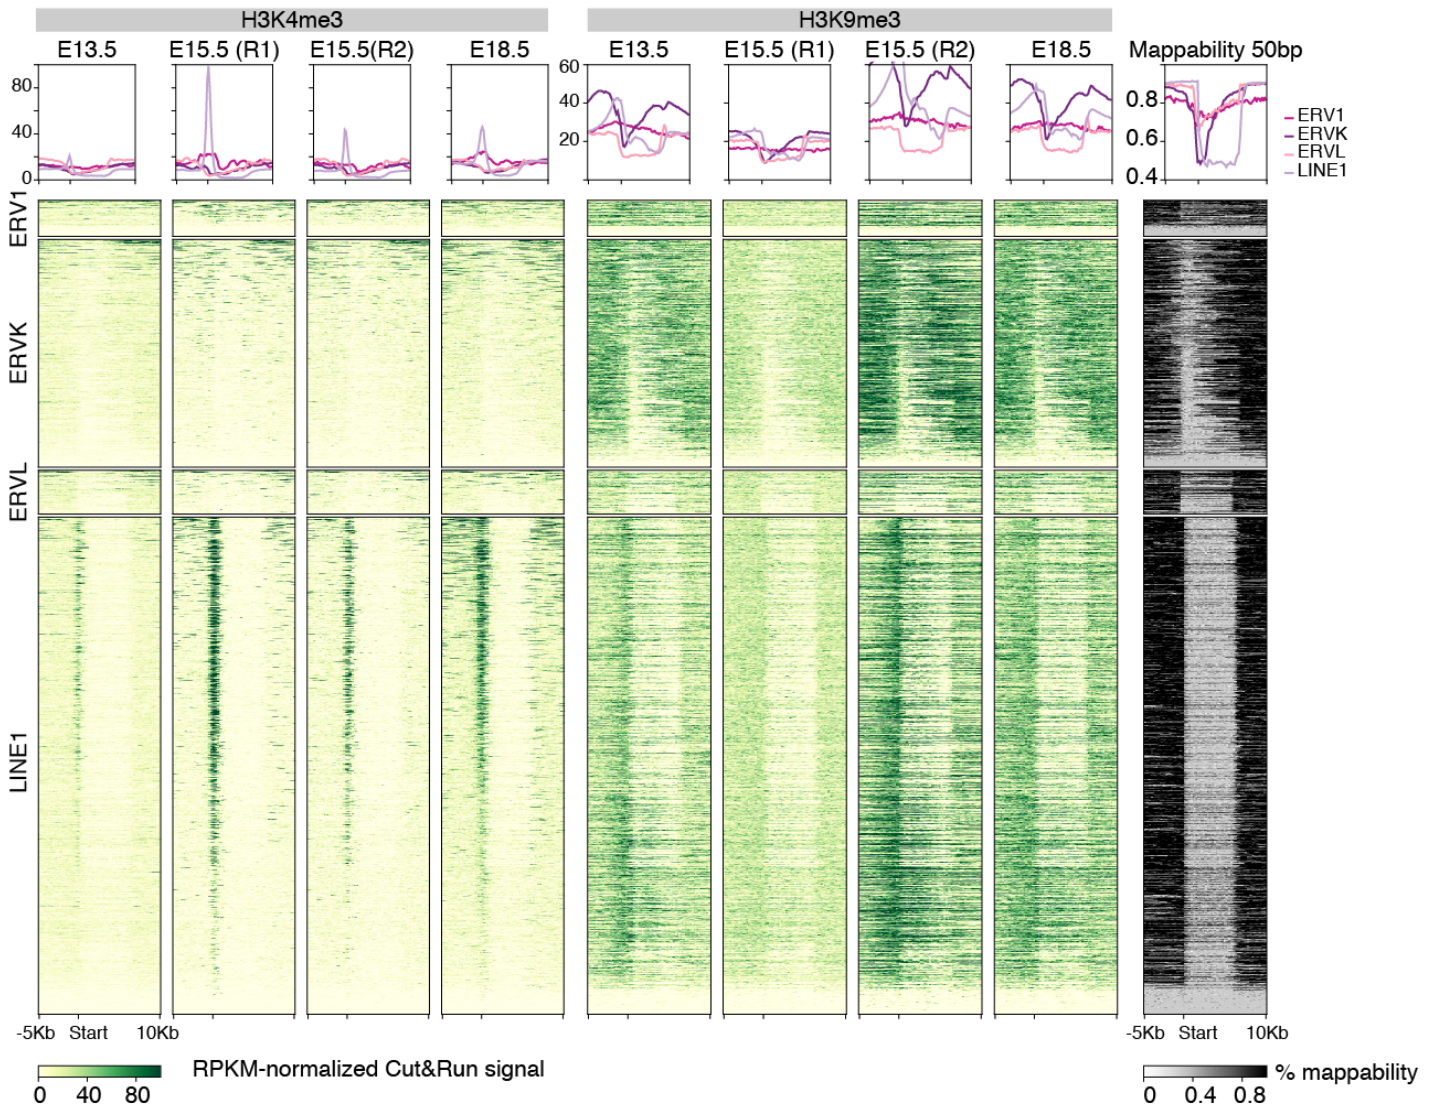 H3K4me3 H3K9me3
E13.5 E15.5 (R1) E15.5(R2) E18.5 E13.5 E15.5 (R1) E15.5 (R2) E18.5 Mappability 50bp
80
40
0
60
40
20
0.8
0.6
0.4
ERV1
ERVK
ERVL
LINE1
ERV1
ERVK
ERVL
LINE1
-5Kb Start 10Kb -5Kb Start 10Kb
RPKM-normalized Cut&Run signal
0 40 80
% mappability
0 0.4 0.8